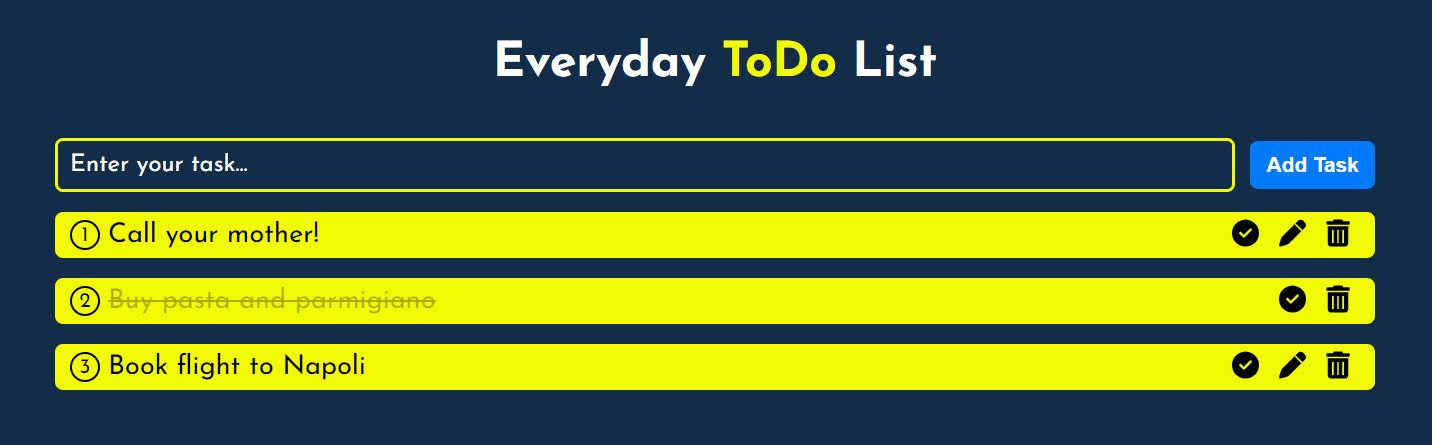 Everyday ToDo List
Enter your task...
Add Task
1 Call your mother!
2 Buy pasta and parmigiano
3 Book flight to Napoli